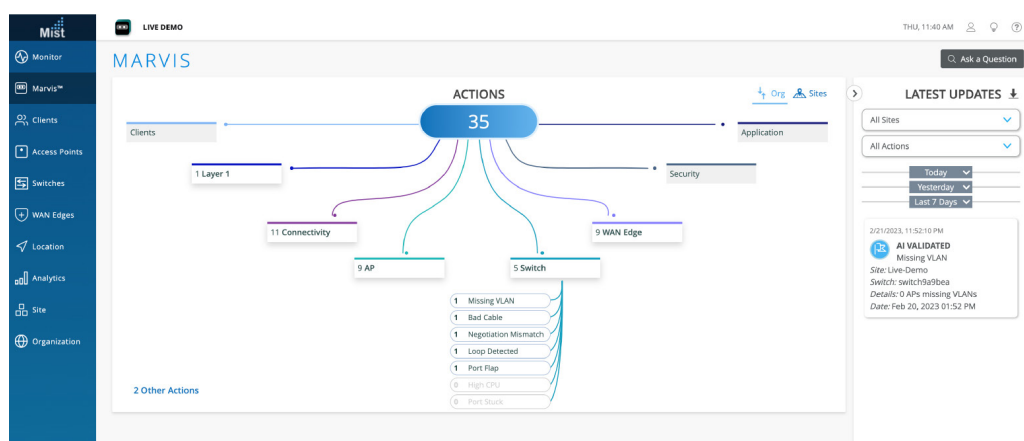 Mist
LIVE DEMO
THU, 11:40 AM
Monitor
Marvis™
Clients
Access Points
Switches
WAN Edges
Location
Analytics
Site
Organization
MARVIS
Ask a Question
ACTIONS
35
Org
Sites
Clients
Application
1 Layer 1
Security
11 Connectivity
9 WAN Edge
9 AP
5 Switch
1 Missing VLAN
1 Bad Cable
1 Negotiation Mismatch
1 Loop Detected
1 Port Flap
0 High CPU
0 Port Stuck
2 Other Actions
LATEST UPDATES
All Sites
All Actions
Today
Yesterday
Last 7 Days
2/21/2023, 11:52:10 PM
AI VALIDATED
Missing VLAN
Site: Live-Demo
Switch: switch9a9bea
Details: 0 APs missing VLANs
Date: Feb 20, 2023 01:52 PM